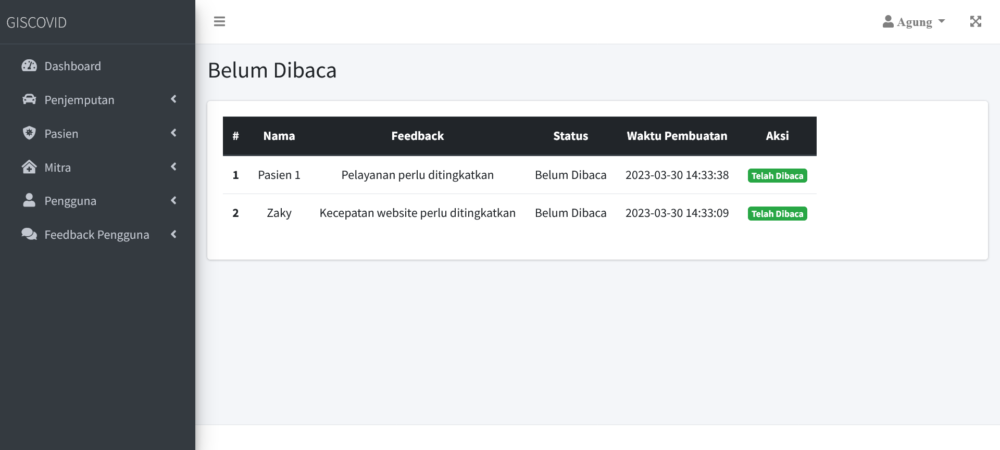 GISCOVID
Agung
Dashboard
Penjemputan
Pasien
Mitra
Pengguna
Feedback Pengguna
Belum Dibaca
# Nama Feedback Status Waktu Pembuatan Aksi
1 Pasien 1 Pelayanan perlu ditingkatkan Belum Dibaca 2023-03-30 14:33:38 Telah Dibaca
2 Zaky Kecepatan website perlu ditingkatkan Belum Dibaca 2023-03-30 14:33:09 Telah Dibaca